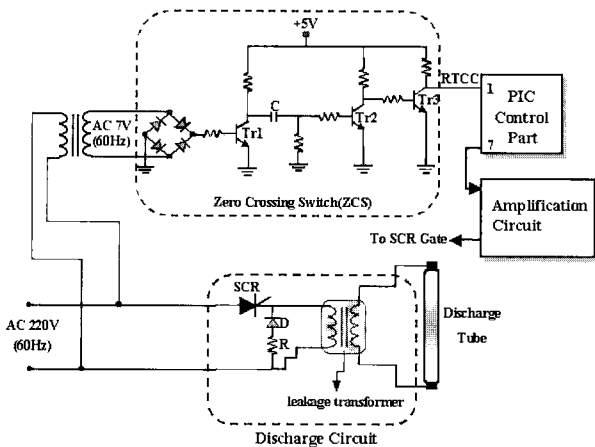 +5V
RTCC
C
Tr1
Tr2
Tr3
AC 7V
(60Hz)
1
PIC
Control
Part
7
Zero Crossing Switch(ZCS)
Amplification
Circuit
To SCR Gate
SCR
AC 220V
(60Hz)
D
R
Discharge
Tube
leakage transformer
Discharge Circuit